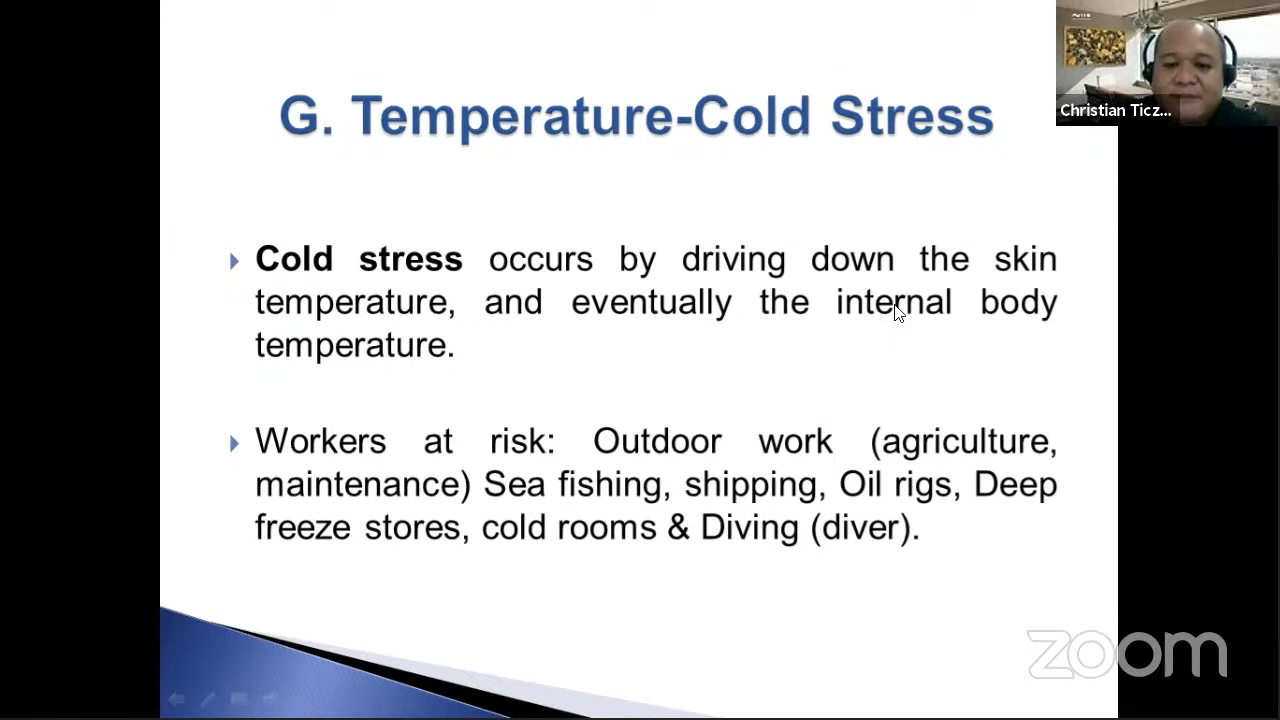 G. Temperature-Cold Stress
Christian Ticz...
Cold stress occurs by driving down the skin
temperature, and eventually the internal body
temperature.
Workers at risk: Outdoor work (agriculture,
maintenance) Sea fishing, shipping, Oil rigs, Deep
freeze stores, cold rooms & Diving (diver).
zoom